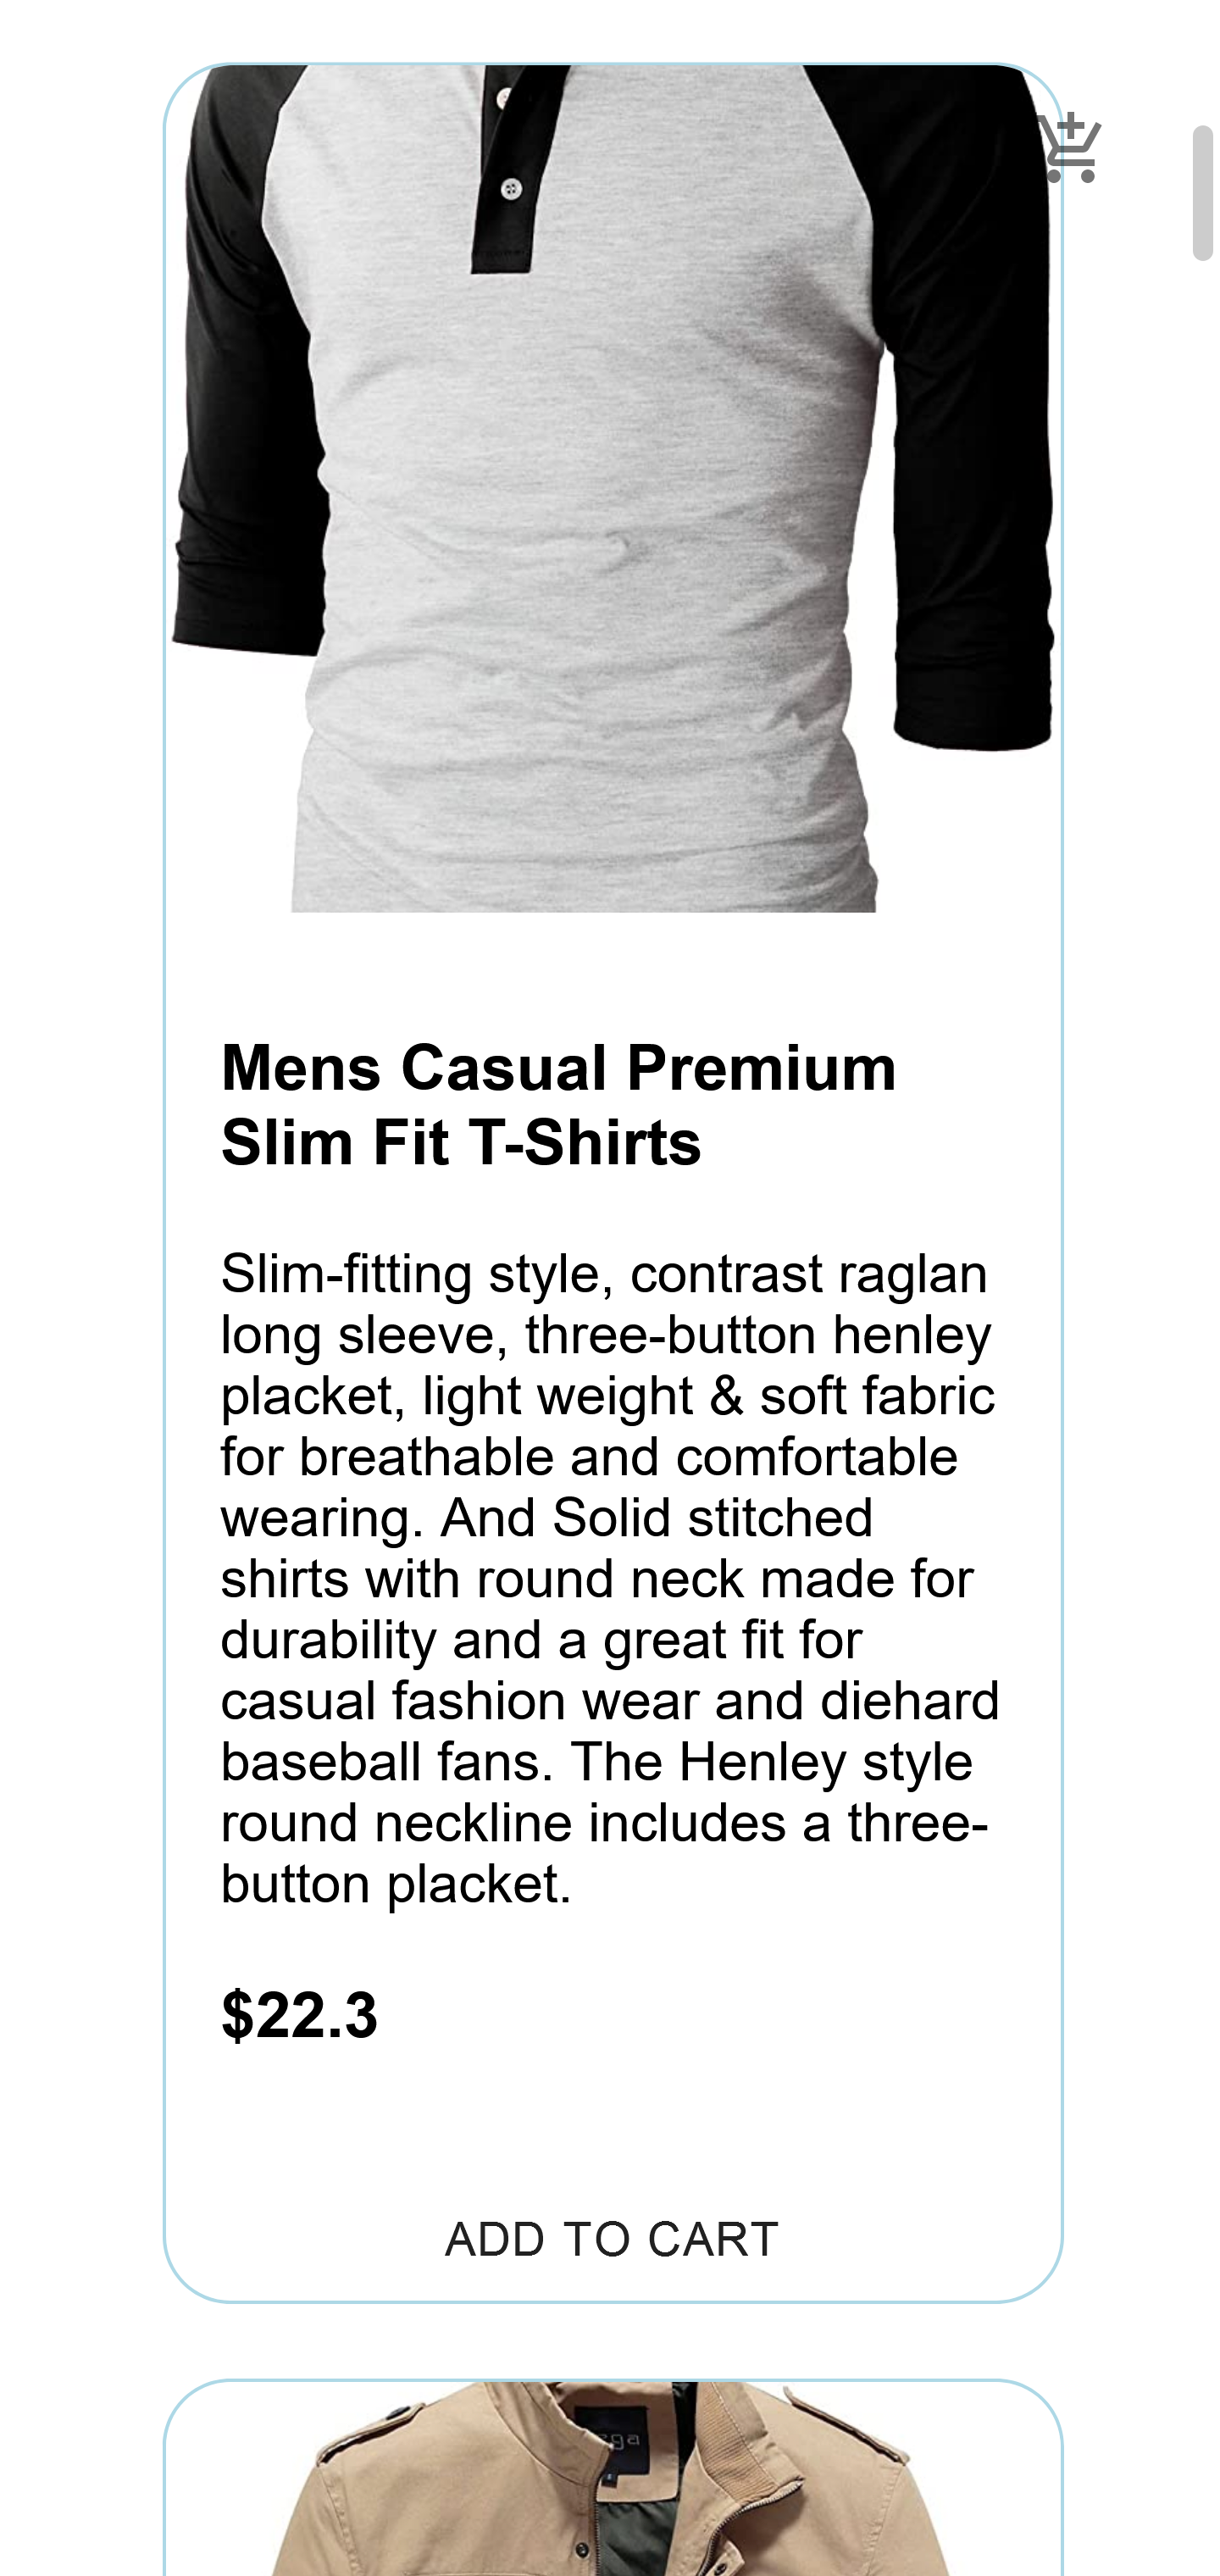 Mens Casual Premium
Slim Fit T-Shirts
Slim-fitting style, contrast raglan
long sleeve, three-button henley
placket, light weight & soft fabric
for breathable and comfortable
wearing. And Solid stitched
shirts with round neck made for
durability and a great fit for
casual fashion wear and diehard
baseball fans. The Henley style
round neckline includes a three-
button placket.
$22.3
ADD TO CART